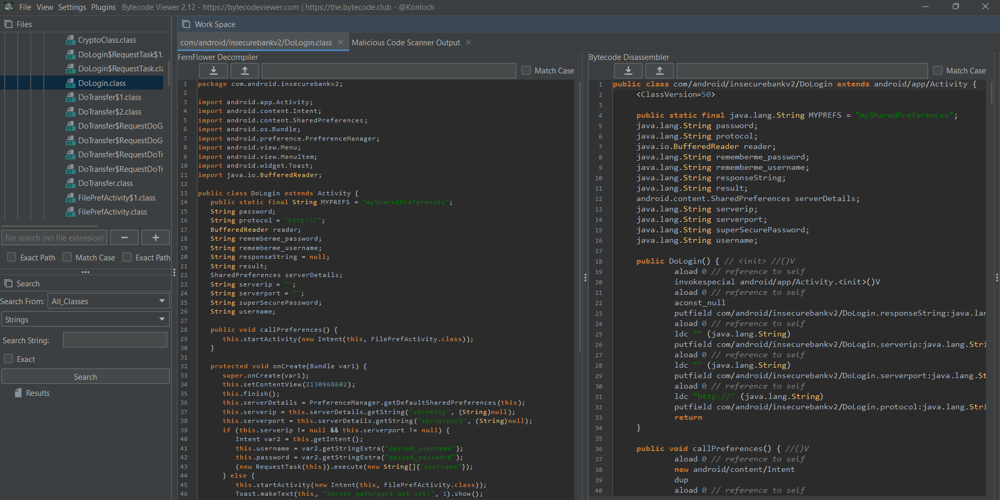 File View Settings Plugins Bytecode Viewer 2.12 - https://bytecodeviewer.com | https://the.bytecode.club - @Konloch
Files
CryptoClass.class
DoLogin$RequestTask$1.
DoLogin$RequestTask.cla
DoLogin.class
DoTransfer$1.class
DoTransfer$2.class
DoTransfer$RequestDoG
DoTransfer$RequestDoG
DoTransfer$RequestDoTr
DoTransfer$RequestDoTr
DoTransfer.class
FilePrefActivity$1.class
FilePrefActivity.class
file search (no file extension)
− +
Exact Path Match Case Exact Path
Search
Search From: All_Classes
Strings
Search String:
Exact
Search
Results
Work Space
com/android/insecurebankv2/DoLogin.class × Malicious Code Scanner Output ×
FernFlower Decompiler
Match Case
1 package com.android.insecurebankv2;
2
3 import android.app.Activity;
4 import android.content.Intent;
5 import android.content.SharedPreferences;
6 import android.os.Bundle;
7 import android.preference.PreferenceManager;
8 import android.view.Menu;
9 import android.view.MenuItem;
10 import android.widget.Toast;
11 import java.io.BufferedReader;
12
13 public class DoLogin extends Activity {
14 public static final String MYPREFS = "mySharedPreferences";
15 String password;
16 String protocol = "http://";
17 BufferedReader reader;
18 String rememberme_password;
19 String rememberme_username;
20 String responseString = null;
21 String result;
22 SharedPreferences serverDetails;
23 String serverip = "";
24 String serverport = "";
25 String superSecurePassword;
26 String username;
27
28 public void callPreferences() {
29 this.startActivity(new Intent(this, FilePrefActivity.class));
30 }
31
32 protected void onCreate(Bundle var1) {
33 super.onCreate(var1);
34 this.setContentView(2130968602);
35 this.finish();
36 this.serverDetails = PreferenceManager.getDefaultSharedPreferences(this);
37 this.serverip = this.serverDetails.getString("serverip", (String)null);
38 this.serverport = this.serverDetails.getString("serverport", (String)null);
39 if (this.serverip != null && this.serverport != null) {
40 Intent var2 = this.getIntent();
41 this.username = var2.getStringExtra("passed_username");
42 this.password = var2.getStringExtra("passed_password");
43 (new RequestTask(this)).execute(new String[]{"username"});
44 } else {
45 this.startActivity(new Intent(this, FilePrefActivity.class));
46 Toast.makeText(this, "Server path/port not set!", 1).show();
Bytecode Disassembler
Match Case
1 public class com/android/insecurebankv2/DoLogin extends android/app/Activity {
2 <ClassVersion=50>
3
4 public static final java.lang.String MYPREFS = "mySharedPreferences";
5 java.lang.String password;
6 java.lang.String protocol;
7 java.io.BufferedReader reader;
8 java.lang.String rememberme_password;
9 java.lang.String rememberme_username;
10 java.lang.String responseString;
11 java.lang.String result;
12 android.content.SharedPreferences serverDetails;
13 java.lang.String serverip;
14 java.lang.String serverport;
15 java.lang.String superSecurePassword;
16 java.lang.String username;
17
18 public DoLogin() { // <init> //()V
19 aload 0 // reference to self
20 invokespecial android/app/Activity.<init>()V
21 aload 0 // reference to self
22 aconst_null
23 putfield com/android/insecurebankv2/DoLogin.responseString:java.lan
24 aload 0 // reference to self
25 ldc "" (java.lang.String)
26 putfield com/android/insecurebankv2/DoLogin.serverip:java.lang.Stri
27 aload 0 // reference to self
28 ldc "" (java.lang.String)
29 putfield com/android/insecurebankv2/DoLogin.serverport:java.lang.St
30 aload 0 // reference to self
31 ldc "http://" (java.lang.String)
32 putfield com/android/insecurebankv2/DoLogin.protocol:java.lang.Stri
33 return
34 }
35
36 public void callPreferences() { //()V
37 aload 0 // reference to self
38 new android/content/Intent
39 dup
40 aload 0 // reference to self